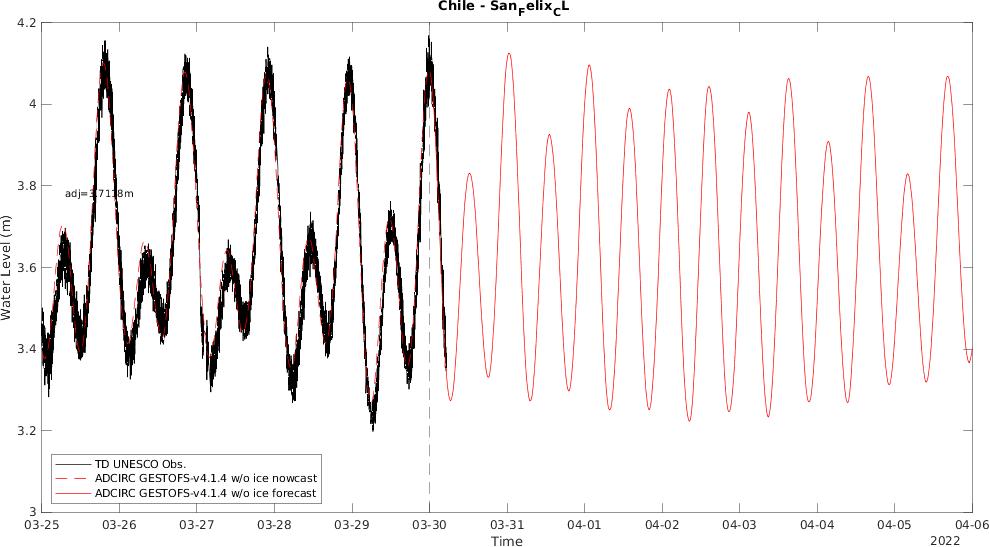 Chile - SanFelixCL
4.2
4
3.8
3.6
3.4
3.2
3
Water Level (m)
adj=3.7118m
TD UNESCO Obs.
ADCIRC GESTOFS-v4.1.4 w/o ice nowcast
ADCIRC GESTOFS-v4.1.4 w/o ice forecast
03-25 03-26 03-27 03-28 03-29 03-30 03-31 04-01 04-02 04-03 04-04 04-05 04-06
Time
2022